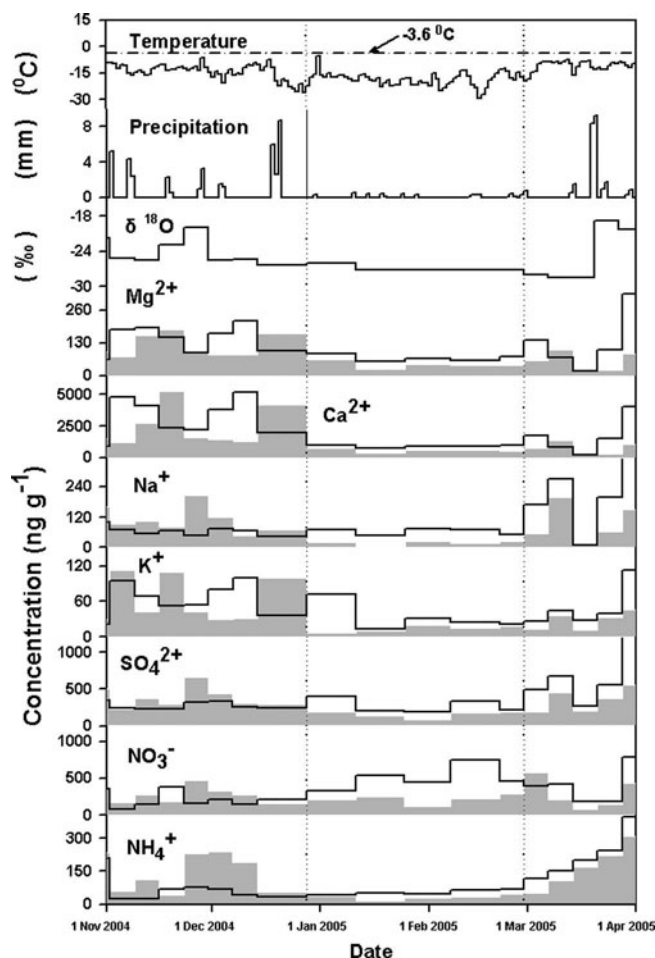 15
Temperature
-3.6 ⁰C
0
-15
-30
(⁰C)
8
Precipitation
4
0
(mm)
-18
δ ¹⁸O
-24
-30
(‰)
Mg²⁺
260
130
0
5000
Ca²⁺
2500
0
240
Na⁺
120
0
120
K⁺
60
0
1000
SO₄²⁺
500
0
1000
NO₃⁻
500
0
300
NH₄⁺
150
0
Concentration (ng g⁻¹)
1 Nov 2004 1 Dec 2004 1 Jan 2005 1 Feb 2005 1 Mar 2005 1 Apr 2005
Date